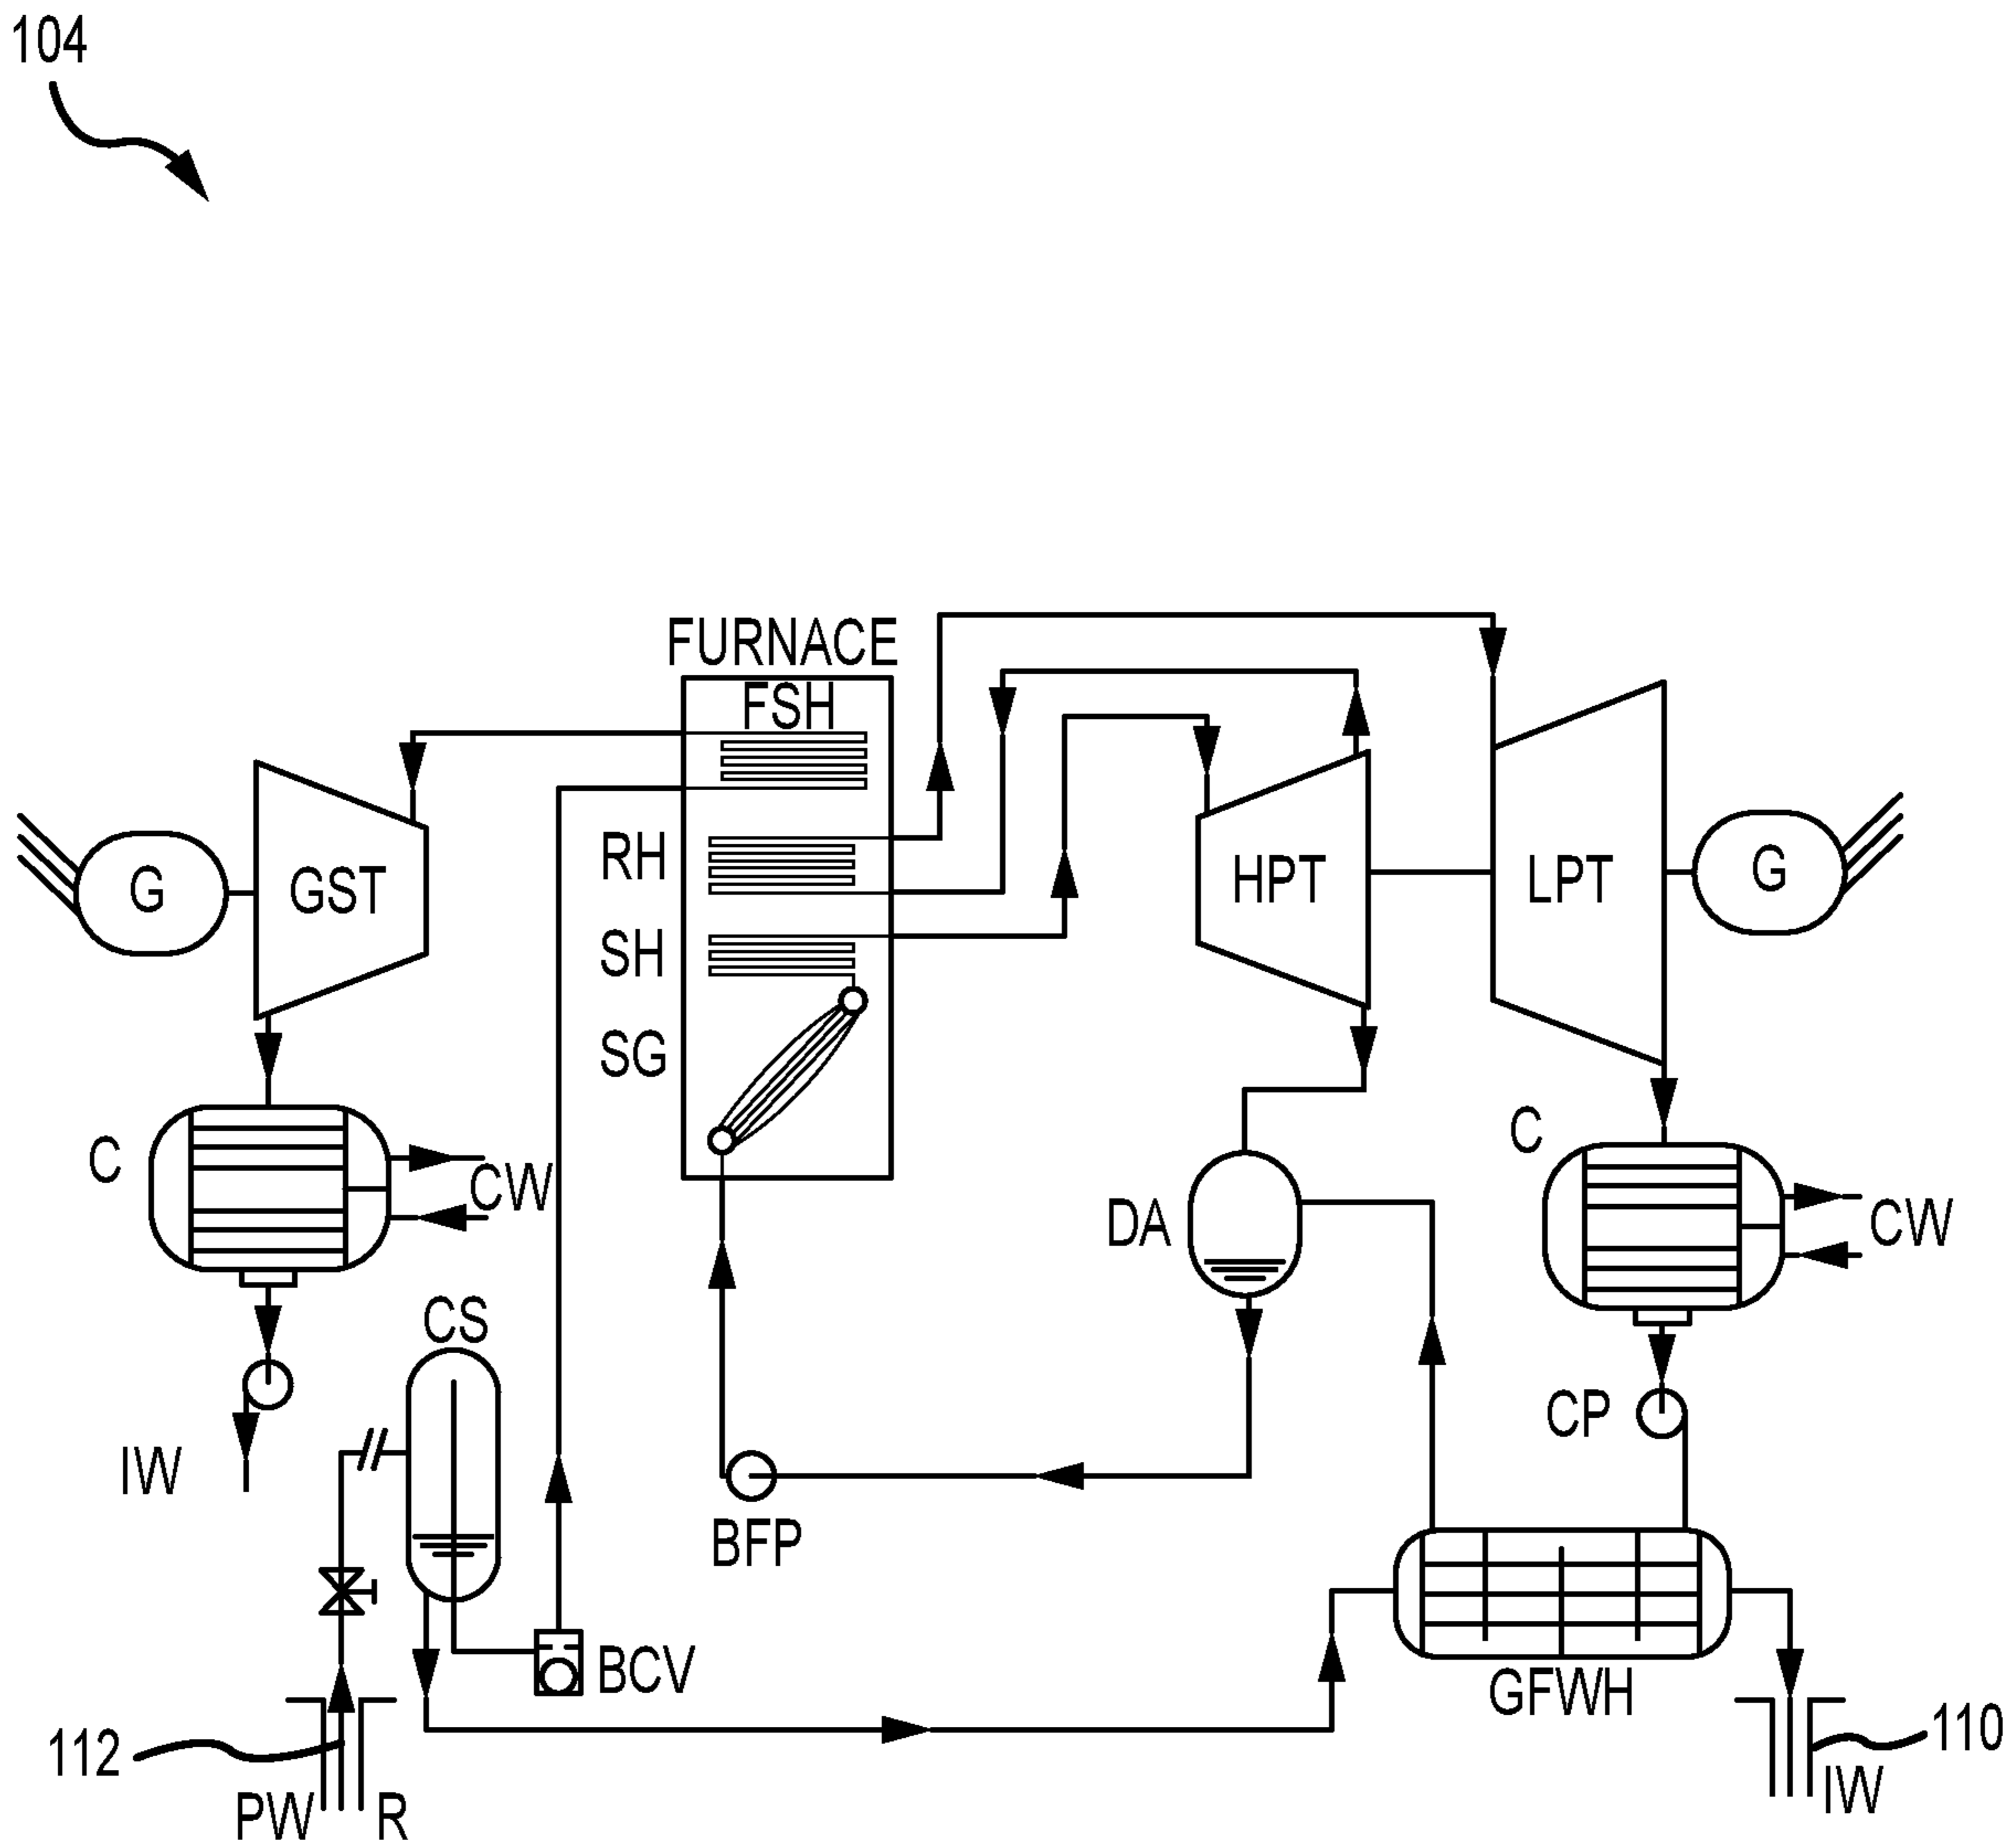 104
FURNACE
FSH
RH
SH
SG
G
GST
HPT
LPT
G
C
CW
C
CW
DA
CS
CP
IW
BFP
BCV
GFWH
112
PW
R
110
IW